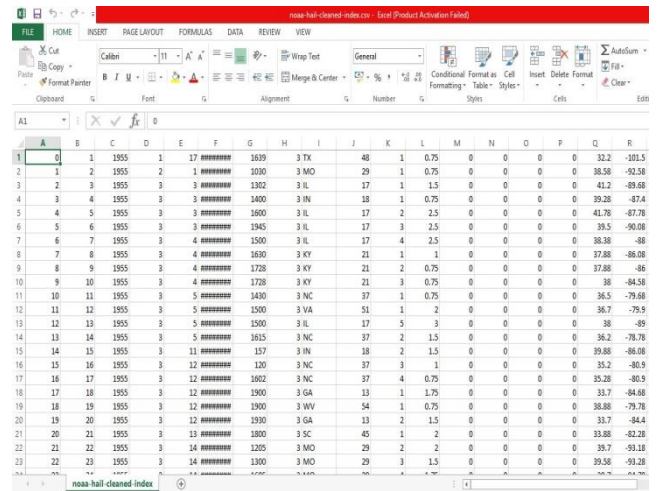 noaa-hail-cleaned-index.csv - Excel (Product Activation Failed)
FILE HOME INSERT PAGE LAYOUT FORMULAS DATA REVIEW VIEW
Cut Calibri 11 Wrap Text General AutoSum
Copy Fill
Paste Format Painter B I U Merge & Center % Conditional Format as Cell Insert Delete Format Clear
Formatting Table Styles
Clipboard Font Alignment Number Styles Cells Editi
A1 fx 0
A B C D E F G H I J K L M N O P Q R
1 0 1 1955 1 17 ######## 1639 3 TX 48 1 0.75 0 0 0 0 32.2 -101.5
2 1 2 1955 2 1 ######## 1030 3 MO 29 1 0.75 0 0 0 0 38.58 -92.58
3 2 3 1955 3 3 ######## 1302 3 IL 17 1 1.5 0 0 0 0 41.2 -89.68
4 3 4 1955 3 3 ######## 1400 3 IN 18 1 0.75 0 0 0 0 39.28 -87.4
5 4 5 1955 3 3 ######## 1600 3 IL 17 2 2.5 0 0 0 0 41.78 -87.78
6 5 6 1955 3 3 ######## 1945 3 IL 17 3 2.5 0 0 0 0 39.5 -90.08
7 6 7 1955 3 4 ######## 1500 3 IL 17 4 2.5 0 0 0 0 38.38 -88
8 7 8 1955 3 4 ######## 1630 3 KY 21 1 1 0 0 0 0 37.88 -86.08
9 8 9 1955 3 4 ######## 1728 3 KY 21 2 0.75 0 0 0 0 37.88 -86
10 9 10 1955 3 4 ######## 1728 3 KY 21 3 0.75 0 0 0 0 38 -84.58
11 10 11 1955 3 5 ######## 1430 3 NC 37 1 0.75 0 0 0 0 36.5 -79.68
12 11 12 1955 3 5 ######## 1500 3 VA 51 1 2 0 0 0 0 36.7 -79.9
13 12 13 1955 3 5 ######## 1500 3 IL 17 5 3 0 0 0 0 38 -89
14 13 14 1955 3 5 ######## 1615 3 NC 37 2 1.5 0 0 0 0 36.2 -78.78
15 14 15 1955 3 11 ######## 157 3 IN 18 2 1.5 0 0 0 0 39.88 -86.08
16 15 16 1955 3 12 ######## 120 3 NC 37 3 1 0 0 0 0 35.2 -80.9
17 16 17 1955 3 12 ######## 1602 3 NC 37 4 0.75 0 0 0 0 35.28 -80.9
18 17 18 1955 3 12 ######## 1900 3 GA 13 1 1.75 0 0 0 0 33.7 -84.68
19 18 19 1955 3 12 ######## 1900 3 WV 54 1 0.75 0 0 0 0 38.88 -79.78
20 19 20 1955 3 12 ######## 1930 3 GA 13 2 1.5 0 0 0 0 33.7 -84.4
21 20 21 1955 3 13 ######## 1800 3 SC 45 1 2 0 0 0 0 33.88 -82.28
22 21 22 1955 3 14 ######## 1205 3 MO 29 2 2 0 0 0 0 39.7 -93.18
23 22 23 1955 3 14 ######## 1300 3 MO 29 3 1.5 0 0 0 0 39.58 -93.28
noaa-hail-cleaned-index